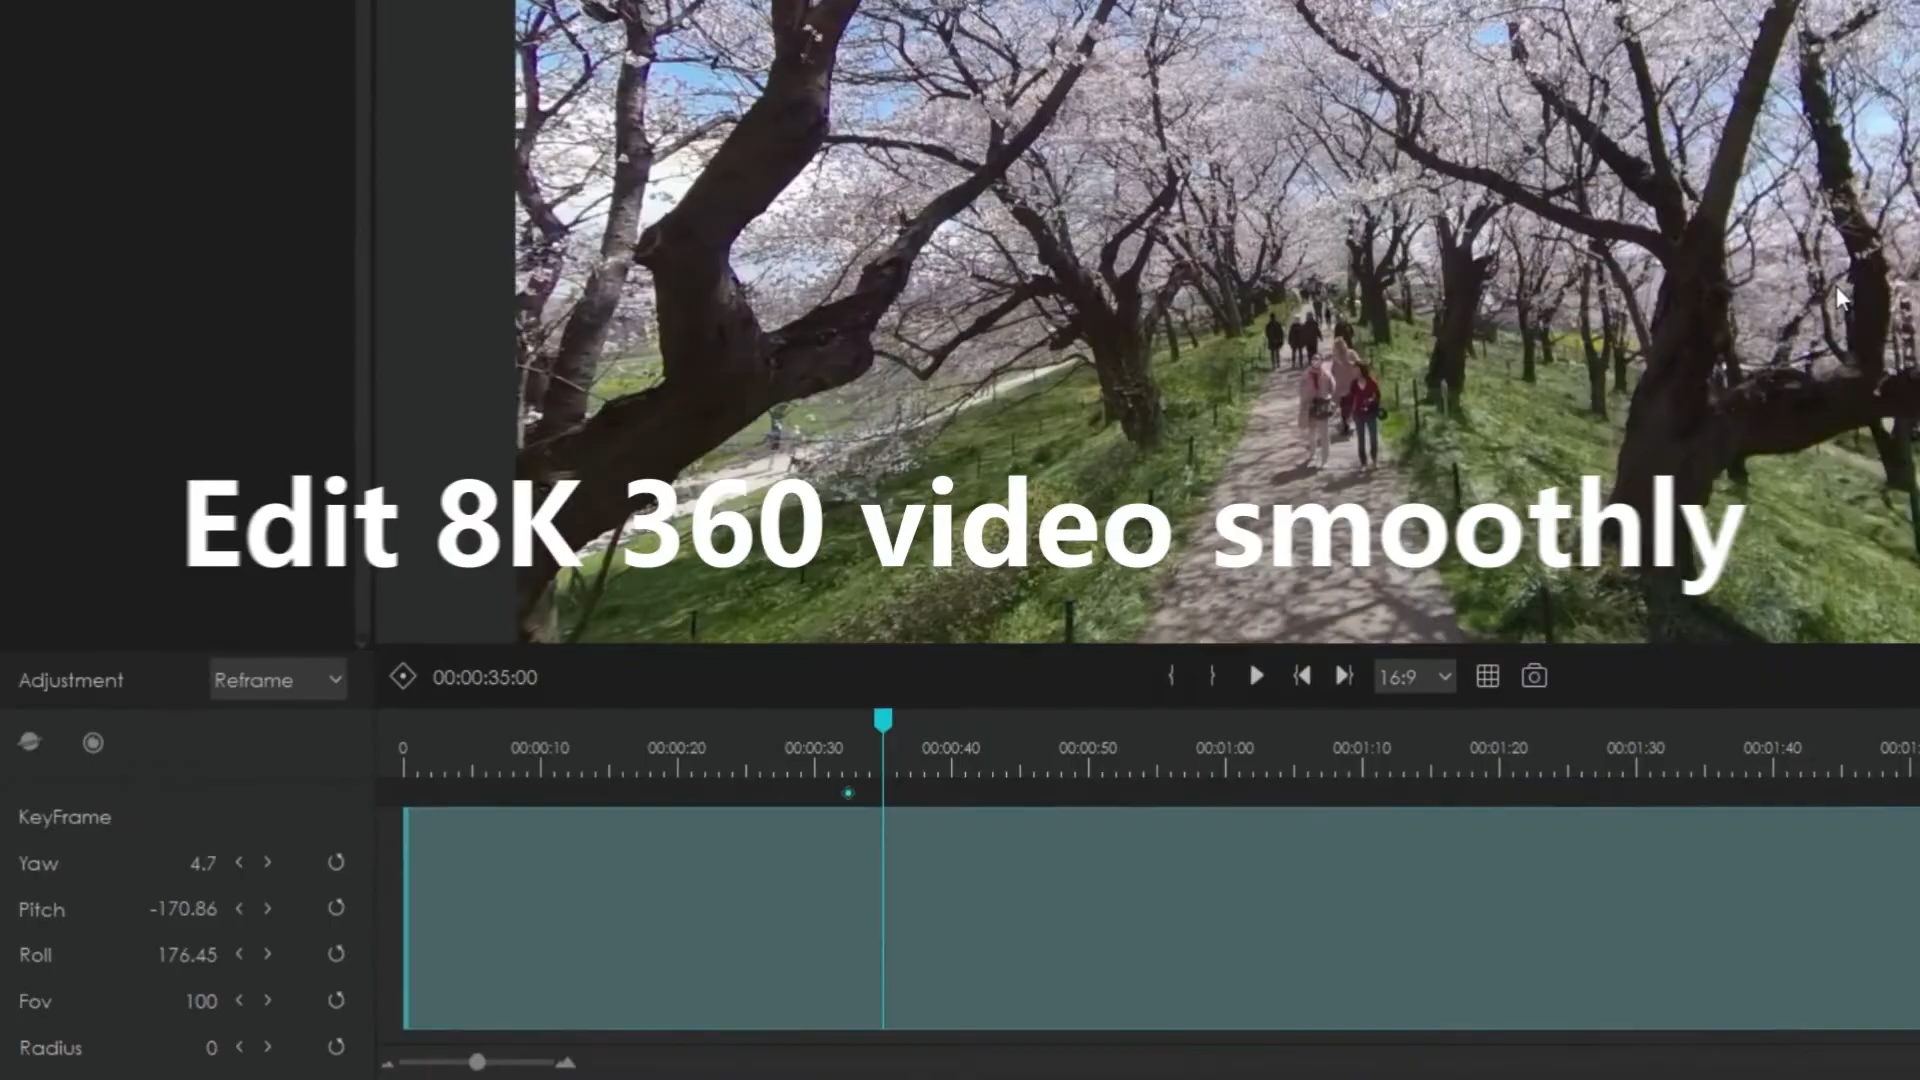 Edit 8K 360 video smoothly
Adjustment Reframe
00:00:35:00
16:9
0 00:00:10 00:00:20 00:00:30 00:00:40 00:00:50 00:01:00 00:01:10 00:01:20 00:01:30 00:01:40
KeyFrame
Yaw 4.7
Pitch -170.86
Roll 176.45
Fov 100
Radius 0